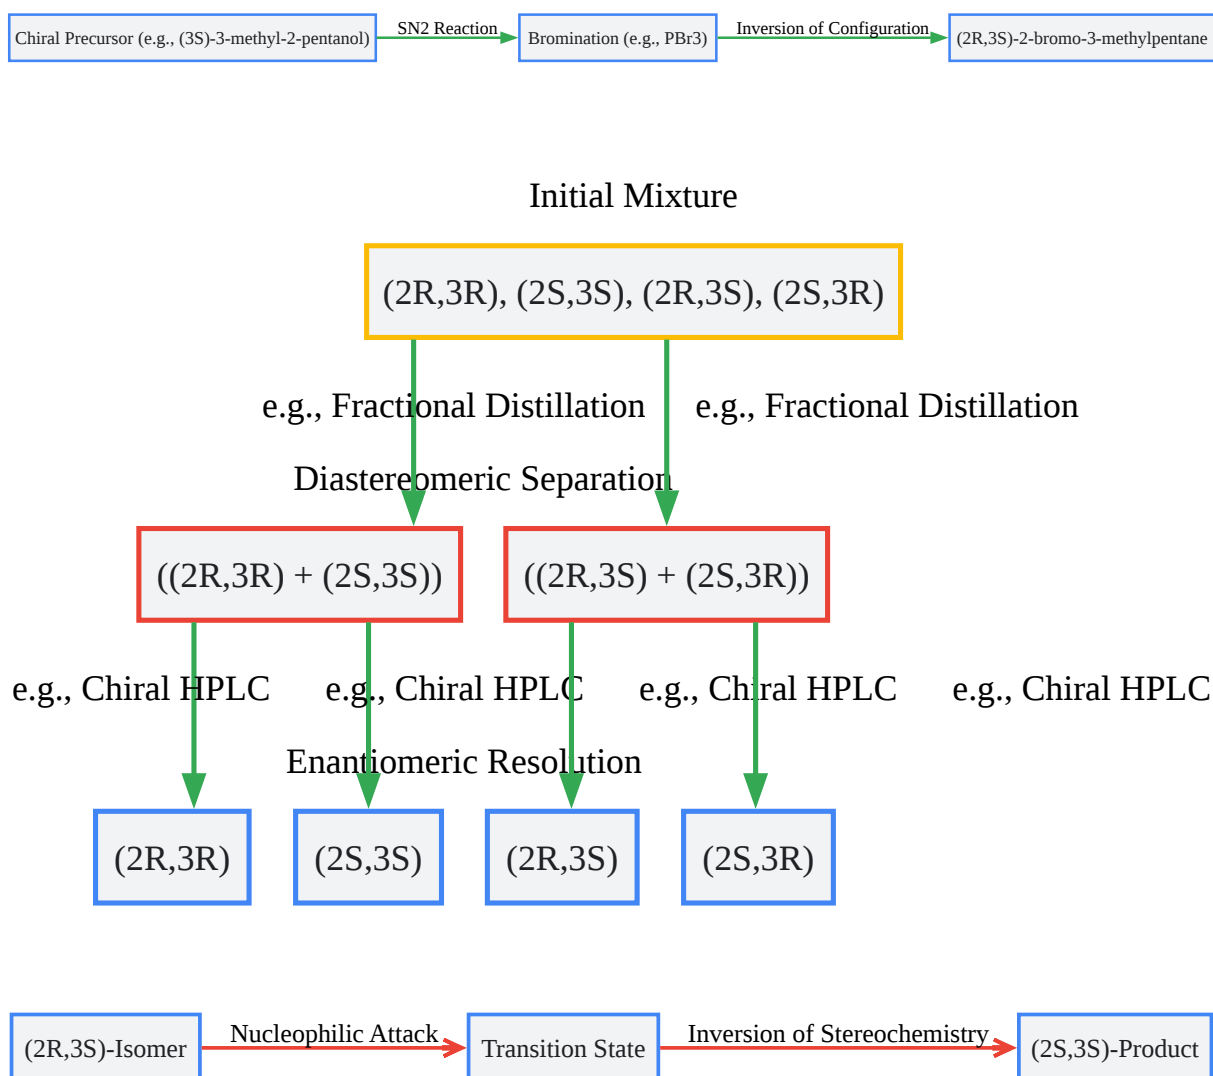 Chiral Precursor (e.g., (3S)-3-methyl-2-pentanol)
SN2 Reaction
Bromination (e.g., PBr3)
Inversion of Configuration
(2R,3S)-2-bromo-3-methylpentane
Initial Mixture
(2R,3R), (2S,3S), (2R,3S), (2S,3R)
e.g., Fractional Distillation
e.g., Fractional Distillation
Diastereomeric Separation
((2R,3R) + (2S,3S))
((2R,3S) + (2S,3R))
e.g., Chiral HPLC
e.g., Chiral HPLC
e.g., Chiral HPLC
e.g., Chiral HPLC
Enantiomeric Resolution
(2R,3R)
(2S,3S)
(2R,3S)
(2S,3R)
(2R,3S)-Isomer
Nucleophilic Attack
Transition State
Inversion of Stereochemistry
(2S,3S)-Product